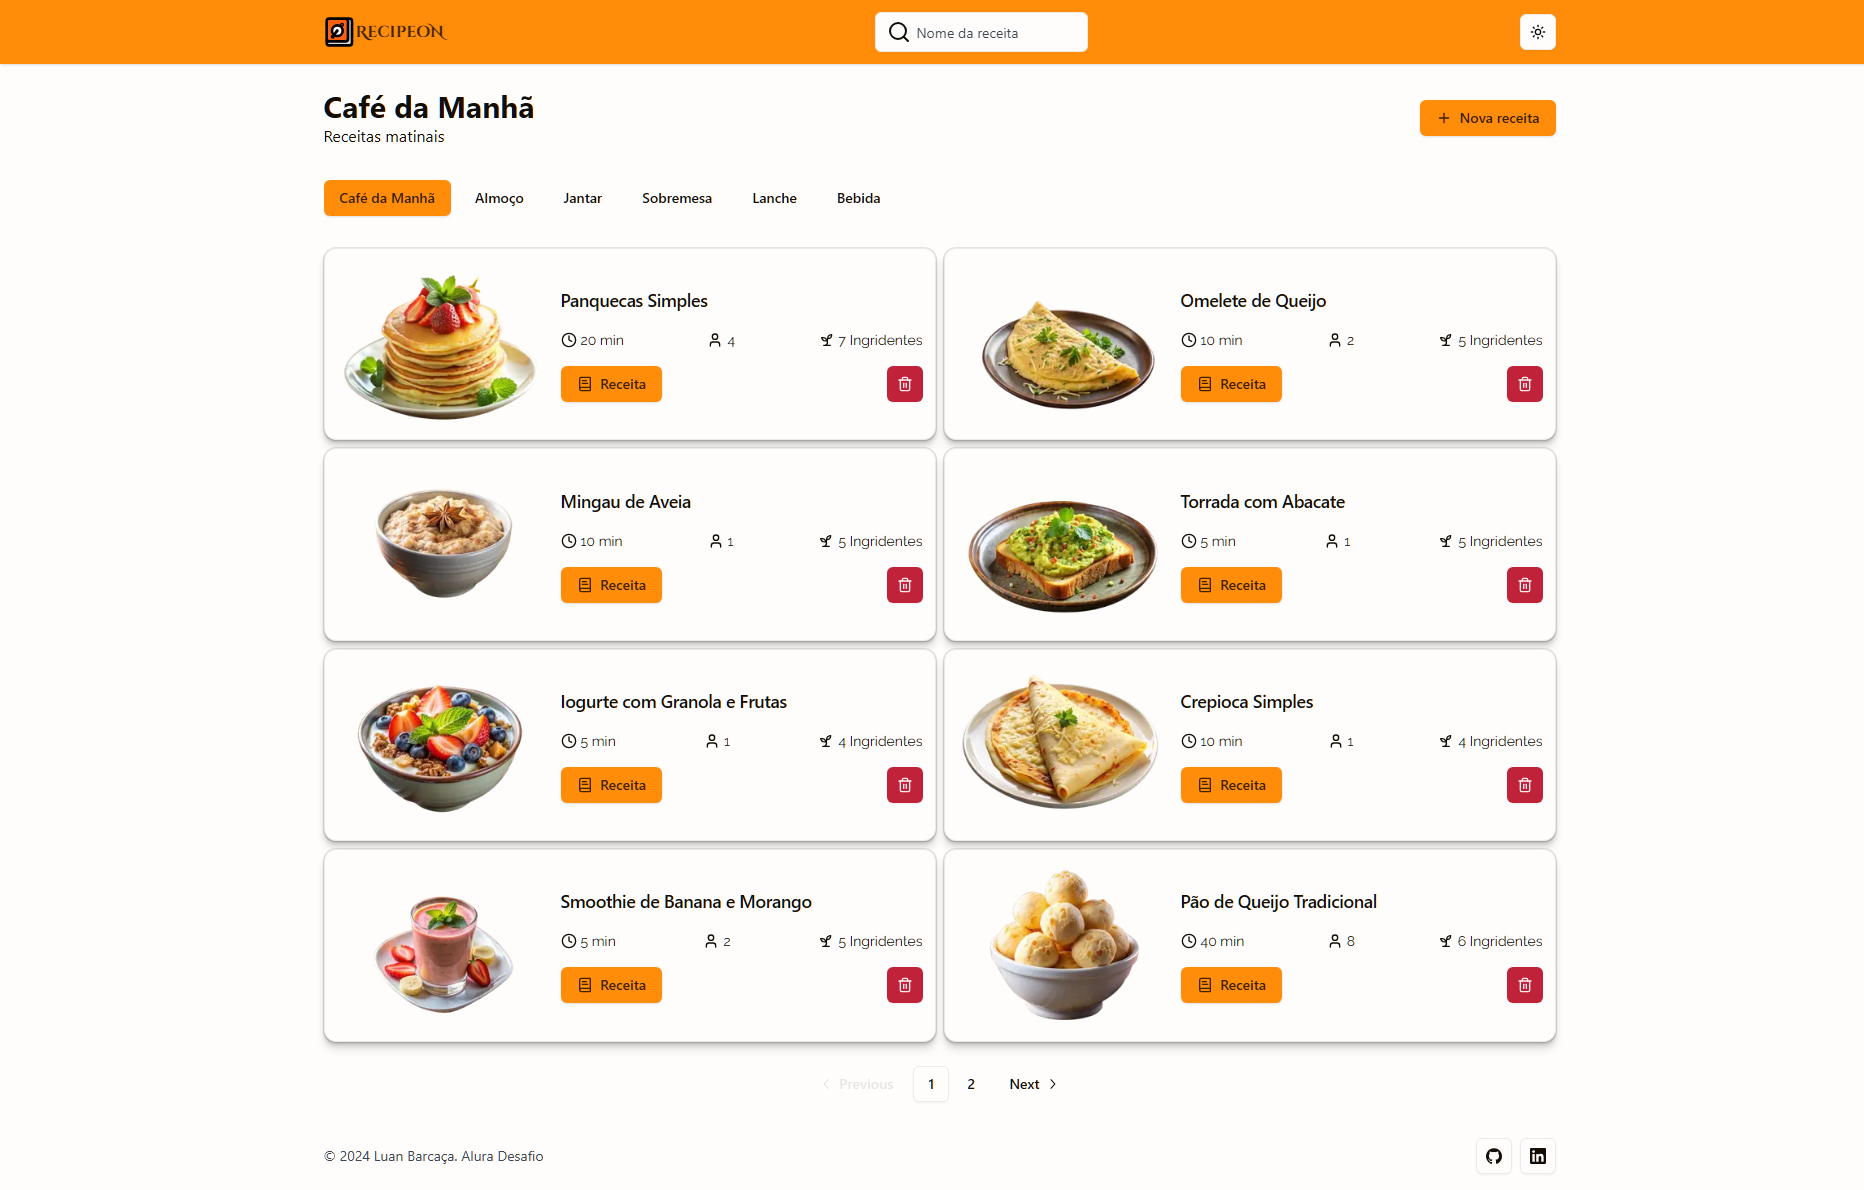 RECIPEON
Nome da receita
Café da Manhã
Receitas matinais
Nova receita
Café da Manhã
Almoço
Jantar
Sobremesa
Lanche
Bebida
Panquecas Simples
20 min
4
7 Ingridentes
Receita
Omelete de Queijo
10 min
2
5 Ingridentes
Receita
Mingau de Aveia
10 min
1
5 Ingridentes
Receita
Torrada com Abacate
5 min
1
5 Ingridentes
Receita
Iogurte com Granola e Frutas
5 min
1
4 Ingridentes
Receita
Crepioca Simples
10 min
1
4 Ingridentes
Receita
Smoothie de Banana e Morango
5 min
2
5 Ingridentes
Receita
Pão de Queijo Tradicional
40 min
8
6 Ingridentes
Receita
Previous
1
2
Next
© 2024 Luan Barcaça. Alura Desafio